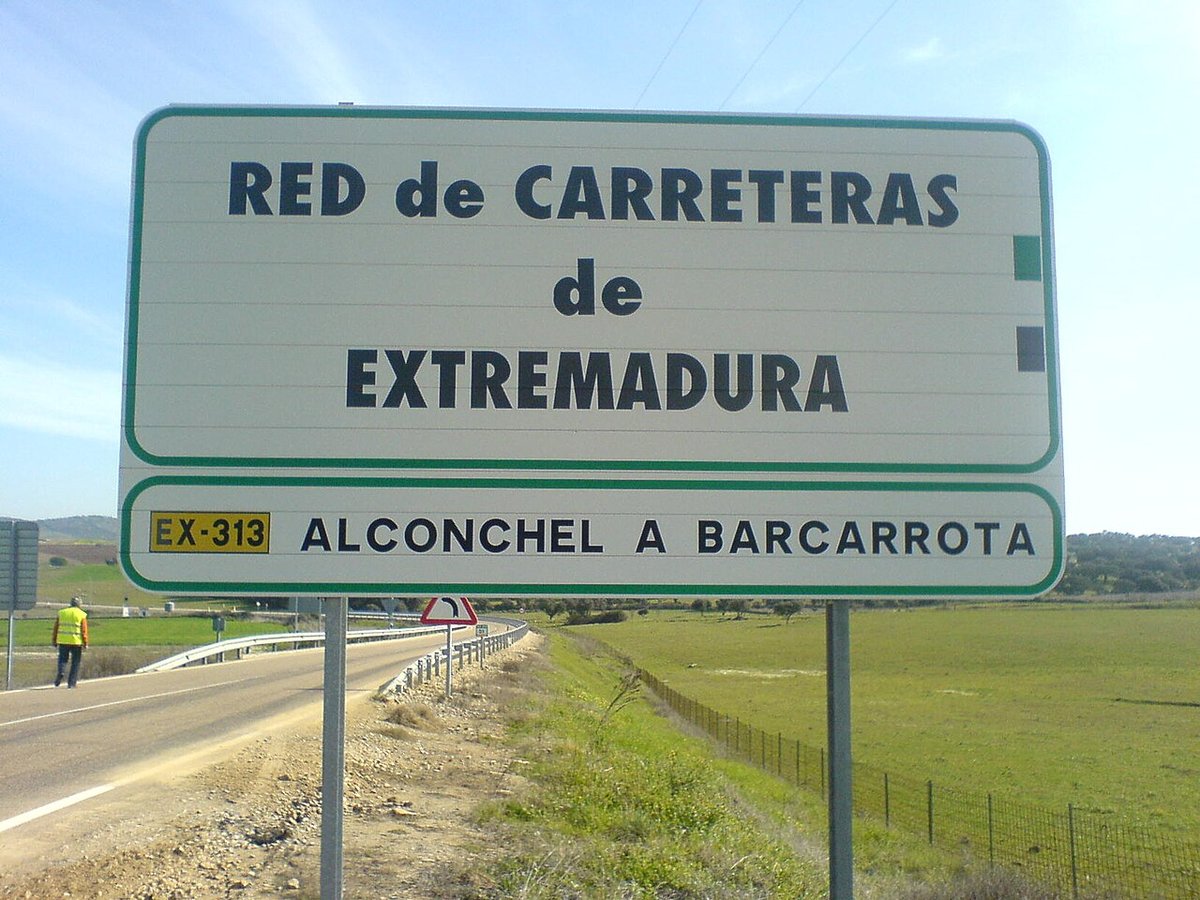 RED de CARRETERAS
de
EXTREMADURA
EX-313 ALCONCHEL A BARCARROTA